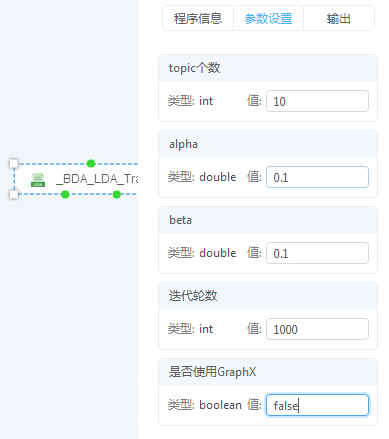 程序信息 参数设置 输出
topic个数
类型: int 值: 10
alpha
类型: double 值: 0.1
_BDA_LDA_Tra
beta
类型: double 值: 0.1
迭代轮数
类型: int 值: 1000
是否使用GraphX
类型: boolean 值: false